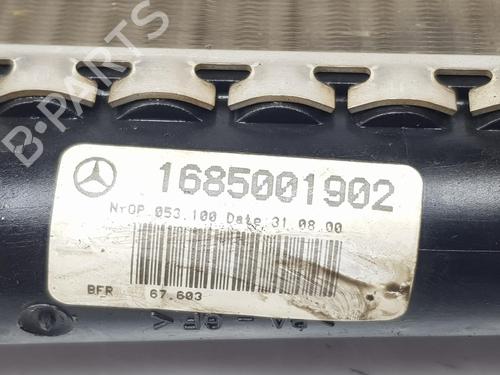 B-PARTS
1685001902
NrOP 053.100 Date 31 08 00
BFR 67.603